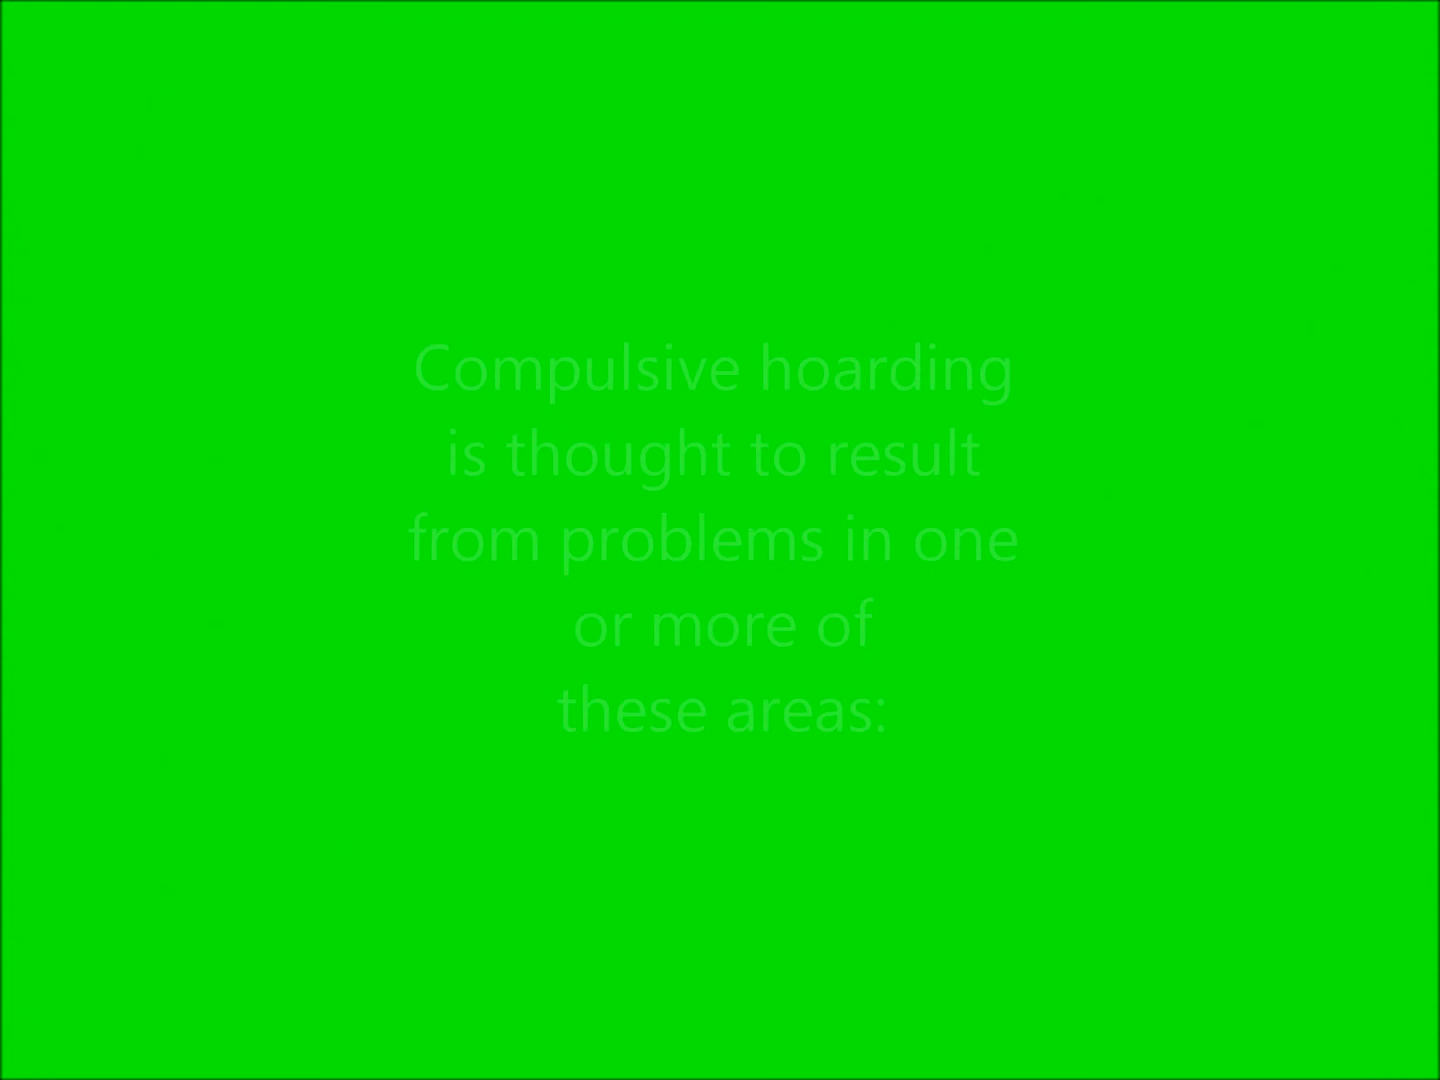 Compulsive hoarding
is thought to result
from problems in one
or more of
these areas: